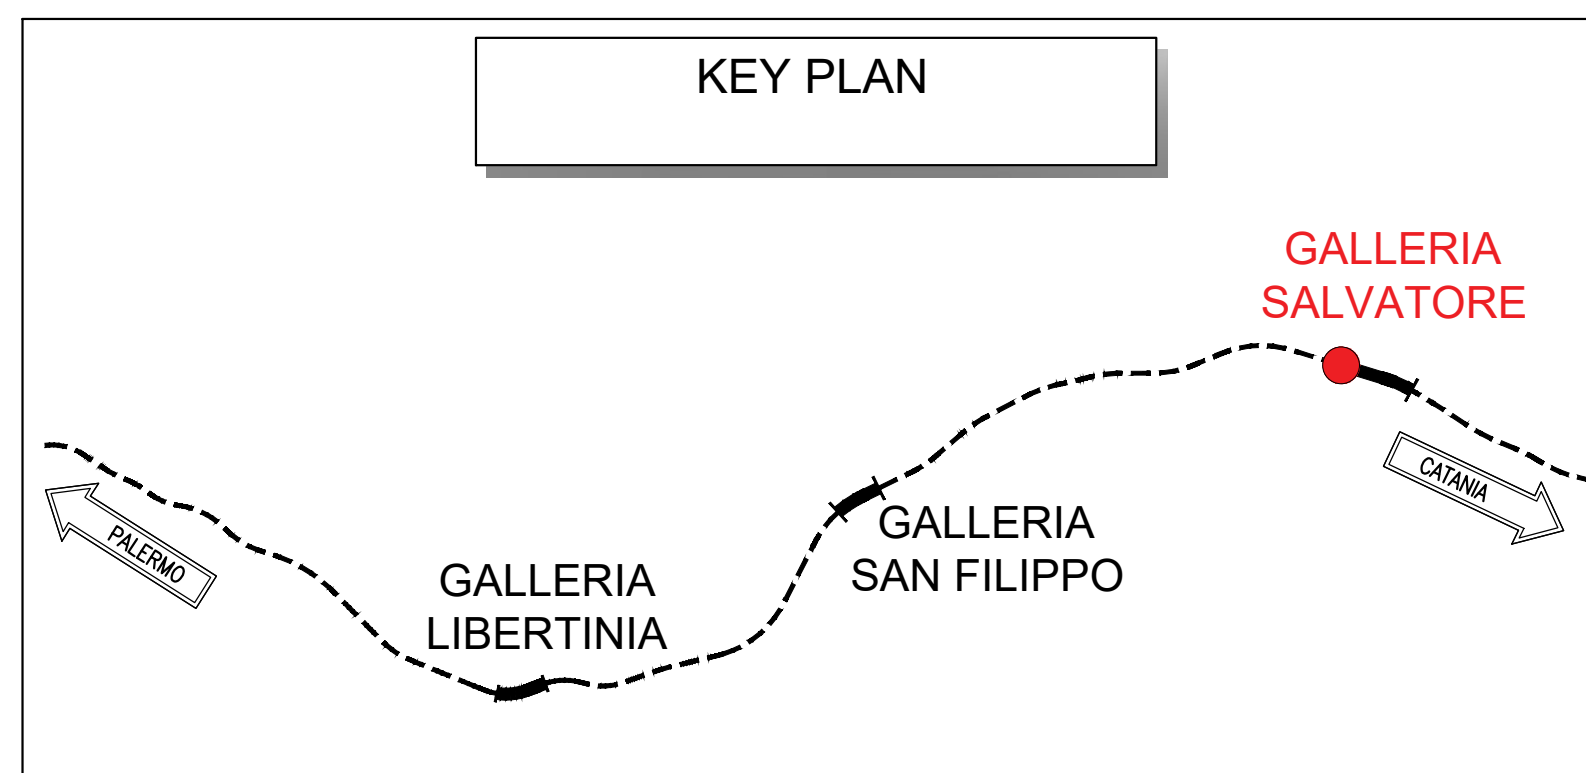 KEY PLAN
GALLERIA
SALVATORE
CATANIA
GALLERIA
SAN FILIPPO
PALERMO
GALLERIA
LIBERTINIA